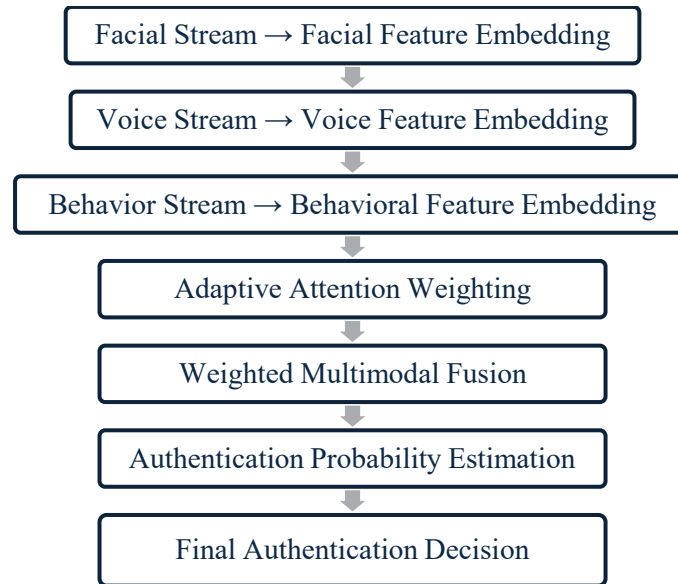 Facial Stream → Facial Feature Embedding
Voice Stream → Voice Feature Embedding
Behavior Stream → Behavioral Feature Embedding
Adaptive Attention Weighting
Weighted Multimodal Fusion
Authentication Probability Estimation
Final Authentication Decision